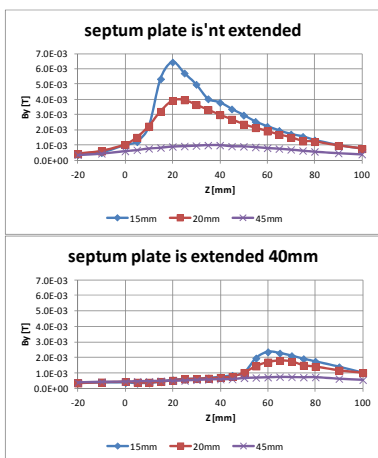 septum plate is'nt extended
7.0E-03
6.0E-03
5.0E-03
4.0E-03
3.0E-03
2.0E-03
1.0E-03
0.0E+00
By [T]
-20 0 20 40 60 80 100
Z [mm]
15mm 20mm 45mm
septum plate is extended 40mm
7.0E-03
6.0E-03
5.0E-03
4.0E-03
3.0E-03
2.0E-03
1.0E-03
0.0E+00
By [T]
-20 0 20 40 60 80 100
Z [mm]
15mm 20mm 45mm